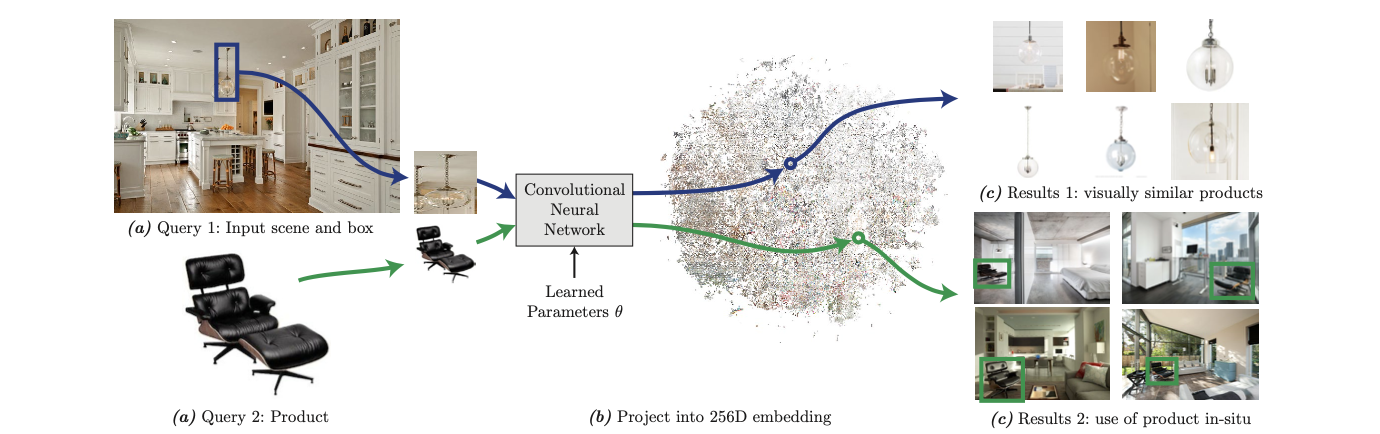 (a) Query 1: Input scene and box
Convolutional
Neural
Network
Learned
Parameters θ
(c) Results 1: visually similar products
(a) Query 2: Product
(b) Project into 256D embedding
(c) Results 2: use of product in-situ